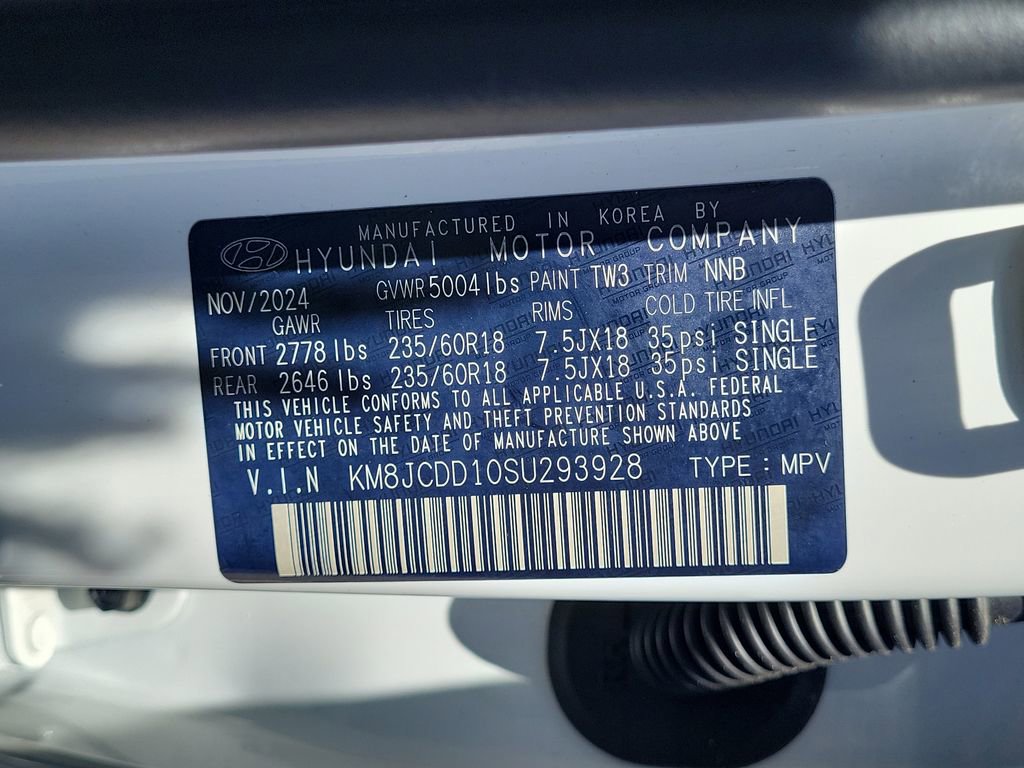 MANUFACTURED IN KOREA BY
HYUNDAI MOTOR COMPANY
NOV/2024 GVWR 5004 lbs PAINT TW3 TRIM NNB
GAWR TIRES RIMS COLD TIRE INFL
FRONT 2778 lbs 235/60R18 7.5JX18 35psi SINGLE
REAR 2646 lbs 235/60R18 7.5JX18 35psi SINGLE
THIS VEHICLE CONFORMS TO ALL APPLICABLE U.S.A. FEDERAL
MOTOR VEHICLE SAFETY AND THEFT PREVENTION STANDARDS
IN EFFECT ON THE DATE OF MANUFACTURE SHOWN ABOVE
V.I.N KM8JCDD10SU293928 TYPE : MPV